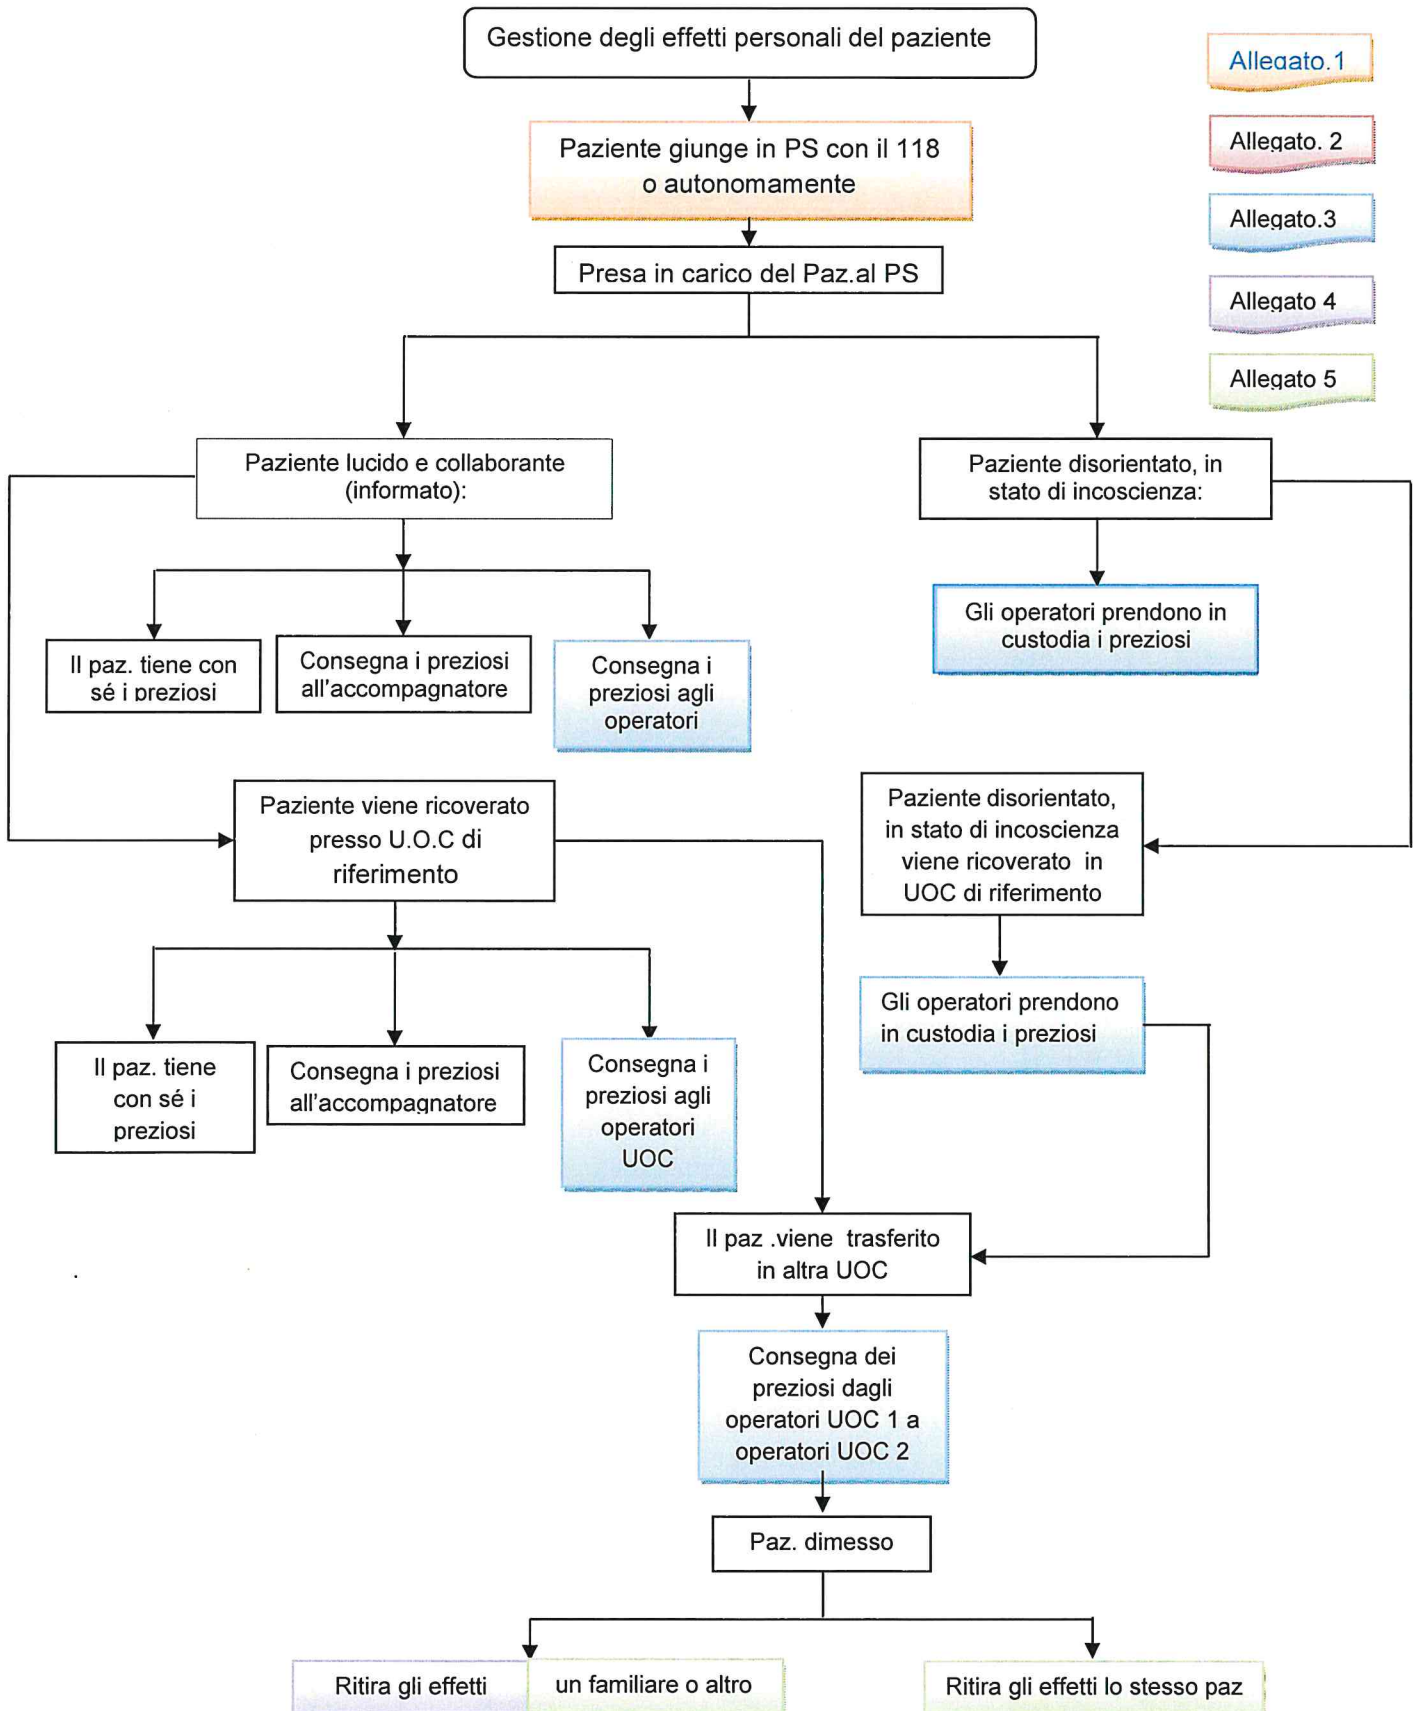 Gestione degli effetti personali del paziente
Allegato.1
Allegato. 2
Allegato.3
Allegato 4
Allegato 5
Paziente giunge in PS con il 118
o autonomamente
Presa in carico del Paz.al PS
Paziente lucido e collaborante
(informato):
Paziente disorientato, in
stato di incoscienza:
Il paz. tiene con
sé i preziosi
Consegna i preziosi
all'accompagnatore
Consegna i
preziosi agli
operatori
Gli operatori prendono in
custodia i preziosi
Paziente viene ricoverato
presso U.O.C di
riferimento
Paziente disorientato,
in stato di incoscienza
viene ricoverato in
UOC di riferimento
Il paz. tiene
con sé i
preziosi
Consegna i preziosi
all'accompagnatore
Consegna i
preziosi agli
operatori
UOC
Gli operatori prendono
in custodia i preziosi
Il paz .viene trasferito
in altra UOC
Consegna dei
preziosi dagli
operatori UOC 1 a
operatori UOC 2
Paz. dimesso
Ritira gli effetti un familiare o altro
Ritira gli effetti lo stesso paz